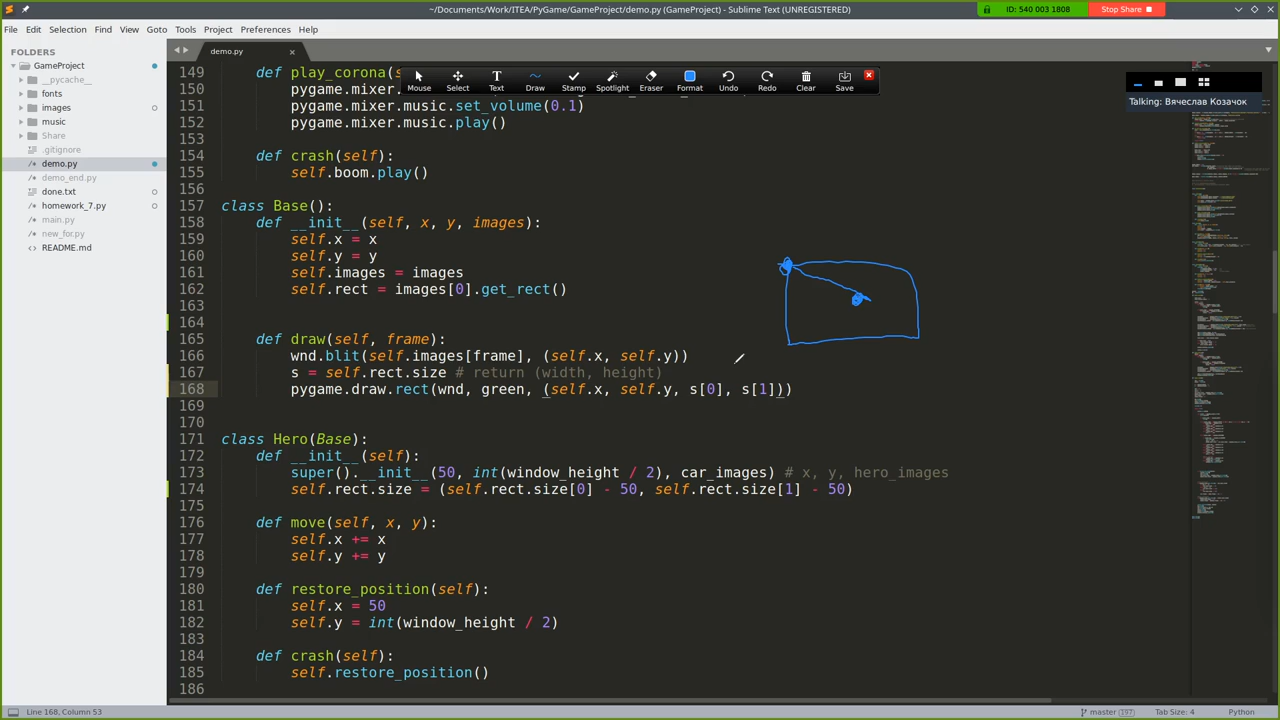 ~/Documents/Work/ITEA/PyGame/GameProject/demo.py (GameProject) - Sublime Text (UNREGISTERED)
ID: 540 003 1808
Stop Share
File Edit Selection Find View Goto Tools Project Preferences Help
FOLDERS
GameProject
__pycache__
fonts
images
music
Share
.gitignore
demo.py
demo_end.py
done.txt
homework_7.py
main.py
new_for.py
README.md
demo.py
Mouse Select Text Draw Stamp Spotlight Eraser Format Undo Redo Clear Save
Talking: Вячеслав Козачок
149 def play_corona(s
150 pygame.mixer.
151 pygame.mixer.music.set_volume(0.1)
152 pygame.mixer.music.play()
153
154 def crash(self):
155 self.boom.play()
156
157 class Base():
158 def __init__(self, x, y, images):
159 self.x = x
160 self.y = y
161 self.images = images
162 self.rect = images[0].get_rect()
163
164
165 def draw(self, frame):
166 wnd.blit(self.images[frame], (self.x, self.y))
167 s = self.rect.size # return (width, height)
168 pygame.draw.rect(wnd, green, (self.x, self.y, s[0], s[1]))
169
170
171 class Hero(Base):
172 def __init__(self):
173 super().__init__(50, int(window_height / 2), car_images) # x, y, hero_images
174 self.rect.size = (self.rect.size[0] - 50, self.rect.size[1] - 50)
175
176 def move(self, x, y):
177 self.x += x
178 self.y += y
179
180 def restore_position(self):
181 self.x = 50
182 self.y = int(window_height / 2)
183
184 def crash(self):
185 self.restore_position()
186
Line 168, Column 53
master 197
Tab Size: 4
Python